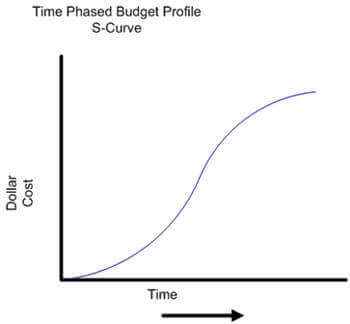 Time Phased Budget Profile
S-Curve
Dollar
Cost
Time